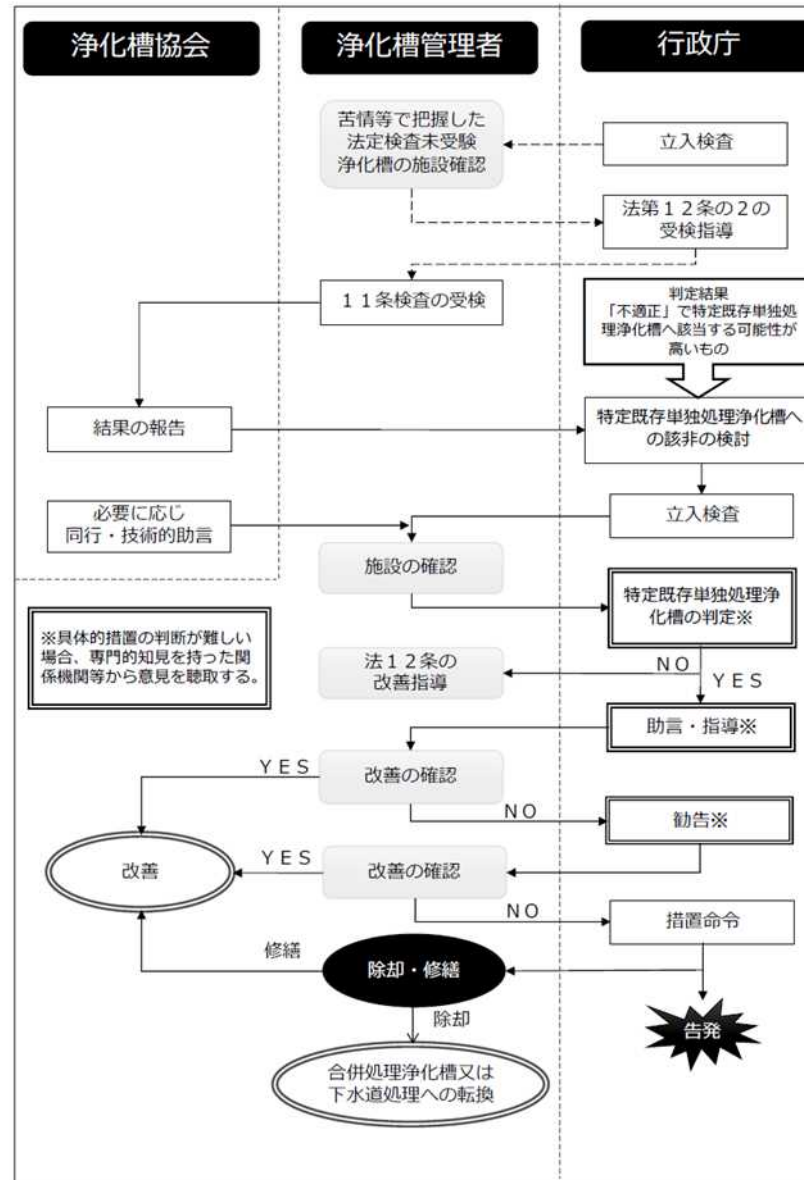 浄化槽協会
浄化槽管理者
行政庁
苦情等で把握した
法定検査未受験
浄化槽の施設確認
立入検査
法第12条の2の
受検指導
11条検査の受検
判定結果
「不適正」で特定既存単独処
理浄化槽へ該当する可能性が
高いもの
結果の報告
特定既存単独処理浄化槽へ
の該非の検討
必要に応じ
同行・技術的助言
立入検査
施設の確認
特定既存単独処理浄
化槽の判定※
※具体的措置の判断が難しい
場合、専門的知見を持った関
係機関等から意見を聴取する。
法12条の
改善指導
NO
YES
助言・指導※
YES
改善の確認
NO
勧告※
改善
YES
改善の確認
NO
措置命令
修繕
除却・修繕
除却
告発
合併処理浄化槽又は
下水道処理への転換